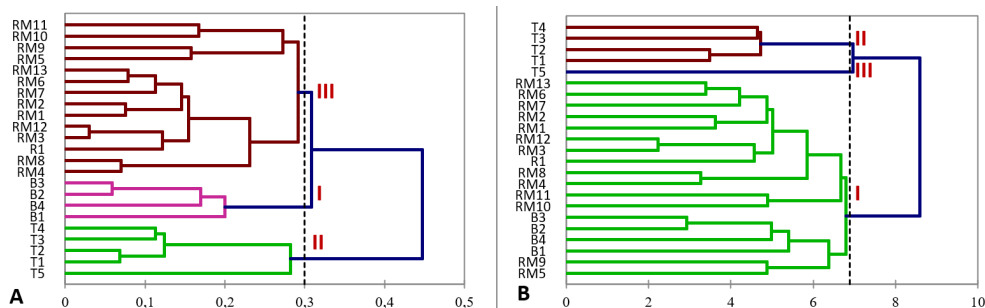 RM11
RM10
RM9
RM5
RM13
RM6
RM7
RM2
RM1
RM12
RM3
R1
RM8
RM4
B3
B2
B4
B1
T4
T3
T2
T1
T5
III
I
II
A
0 0,1 0,2 0,3 0,4 0,5
T4
T3
T2
T1
T5
RM13
RM6
RM7
RM2
RM1
RM12
RM3
R1
RM8
RM4
RM11
RM10
B3
B2
B4
B1
RM9
RM5
II
III
I
B
0 2 4 6 8 10